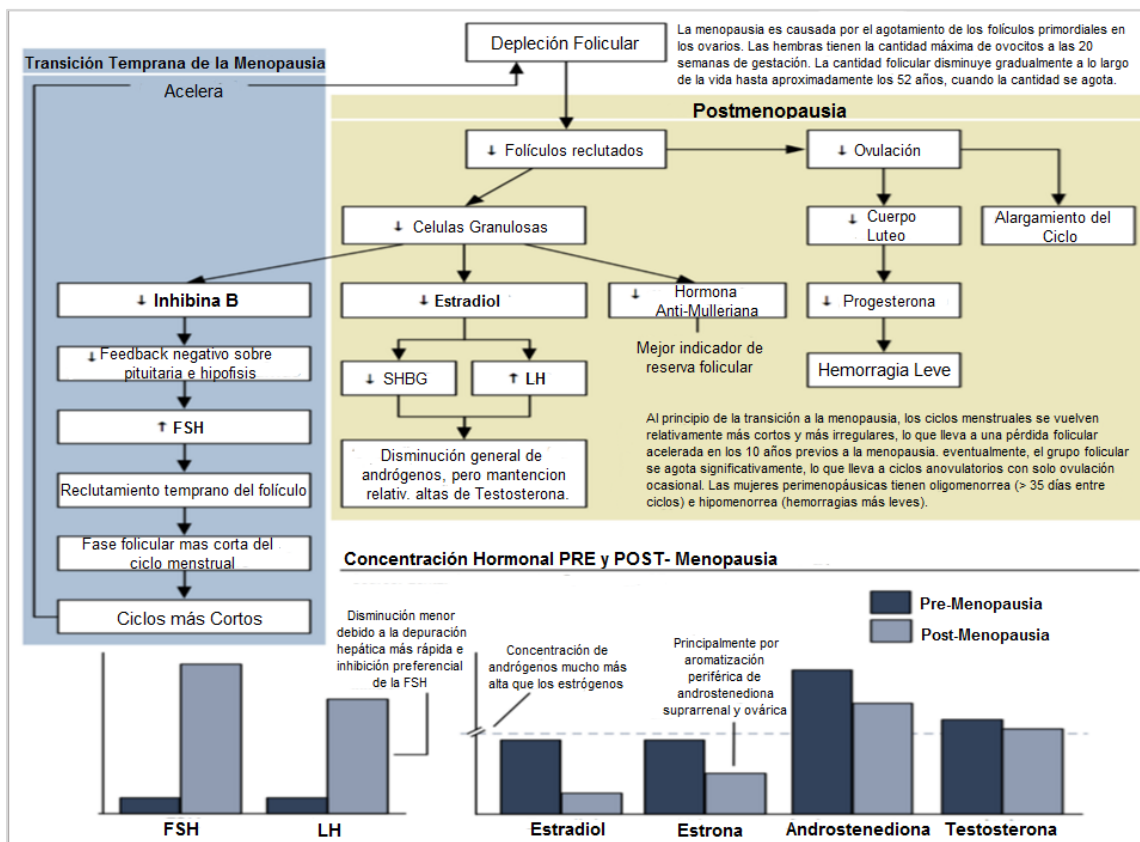 Depleción Folicular
La menopausia es causada por el agotamiento de los folículos primordiales en
los ovarios. Las hembras tienen la cantidad máxima de ovocitos a las 20
semanas de gestación. La cantidad folicular disminuye gradualmente a lo largo
de la vida hasta aproximadamente los 52 años, cuando la cantidad se agota.
Transición Temprana de la Menopausia
Acelera
Postmenopausia
↓ Folículos reclutados
↓ Ovulación
↓ Celulas Granulosas
↓ Cuerpo
Luteo
Alargamiento del
Ciclo
↓ Inhibina B
↓ Estradiol
↓ Hormona
Anti-Mulleriana
↓ Progesterona
↓ Feedback negativo sobre
pituitaria e hipofisis
↓ SHBG
↑ LH
Mejor indicador de
reserva folicular
Hemorragia Leve
↑ FSH
Disminución general de
andrógenos, pero mantencion
relativ. altas de Testosterona.
Al principio de la transición a la menopausia, los ciclos menstruales se vuelven
relativamente más cortos y más irregulares, lo que lleva a una pérdida folicular
acelerada en los 10 años previos a la menopausia. eventualmente, el grupo folicular
se agota significativamente, lo que lleva a ciclos anovulatorios con solo ovulación
ocasional. Las mujeres perimenopáusicas tienen oligomenorrea (> 35 días entre
ciclos) e hipomenorrea (hemorragias más leves).
Reclutamiento temprano del folículo
Fase folicular mas corta del
ciclo menstrual
Ciclos más Cortos
Concentración Hormonal PRE y POST- Menopausia
Pre-Menopausia
Post-Menopausia
Disminución menor
debido a la depuración
hepática más rápida e
inhibición preferencial
de la FSH
Concentración de
andrógenos mucho más
alta que los estrógenos
Principalmente por
aromatización
periférica de
androstenediona
suprarrenal y ovárica
FSH
LH
Estradiol
Estrona
Androstenediona
Testosterona